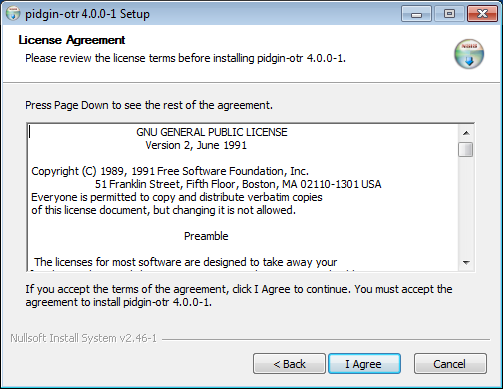 pidgin-otr 4.0.0-1 Setup
License Agreement
Please review the license terms before installing pidgin-otr 4.0.0-1.
Press Page Down to see the rest of the agreement.
GNU GENERAL PUBLIC LICENSE
Version 2, June 1991
Copyright (C) 1989, 1991 Free Software Foundation, Inc.
51 Franklin Street, Fifth Floor, Boston, MA 02110-1301 USA
Everyone is permitted to copy and distribute verbatim copies
of this license document, but changing it is not allowed.
Preamble
The licenses for most software are designed to take away your
If you accept the terms of the agreement, click I Agree to continue. You must accept the
agreement to install pidgin-otr 4.0.0-1.
Nullsoft Install System v2.46-1
< Back
I Agree
Cancel